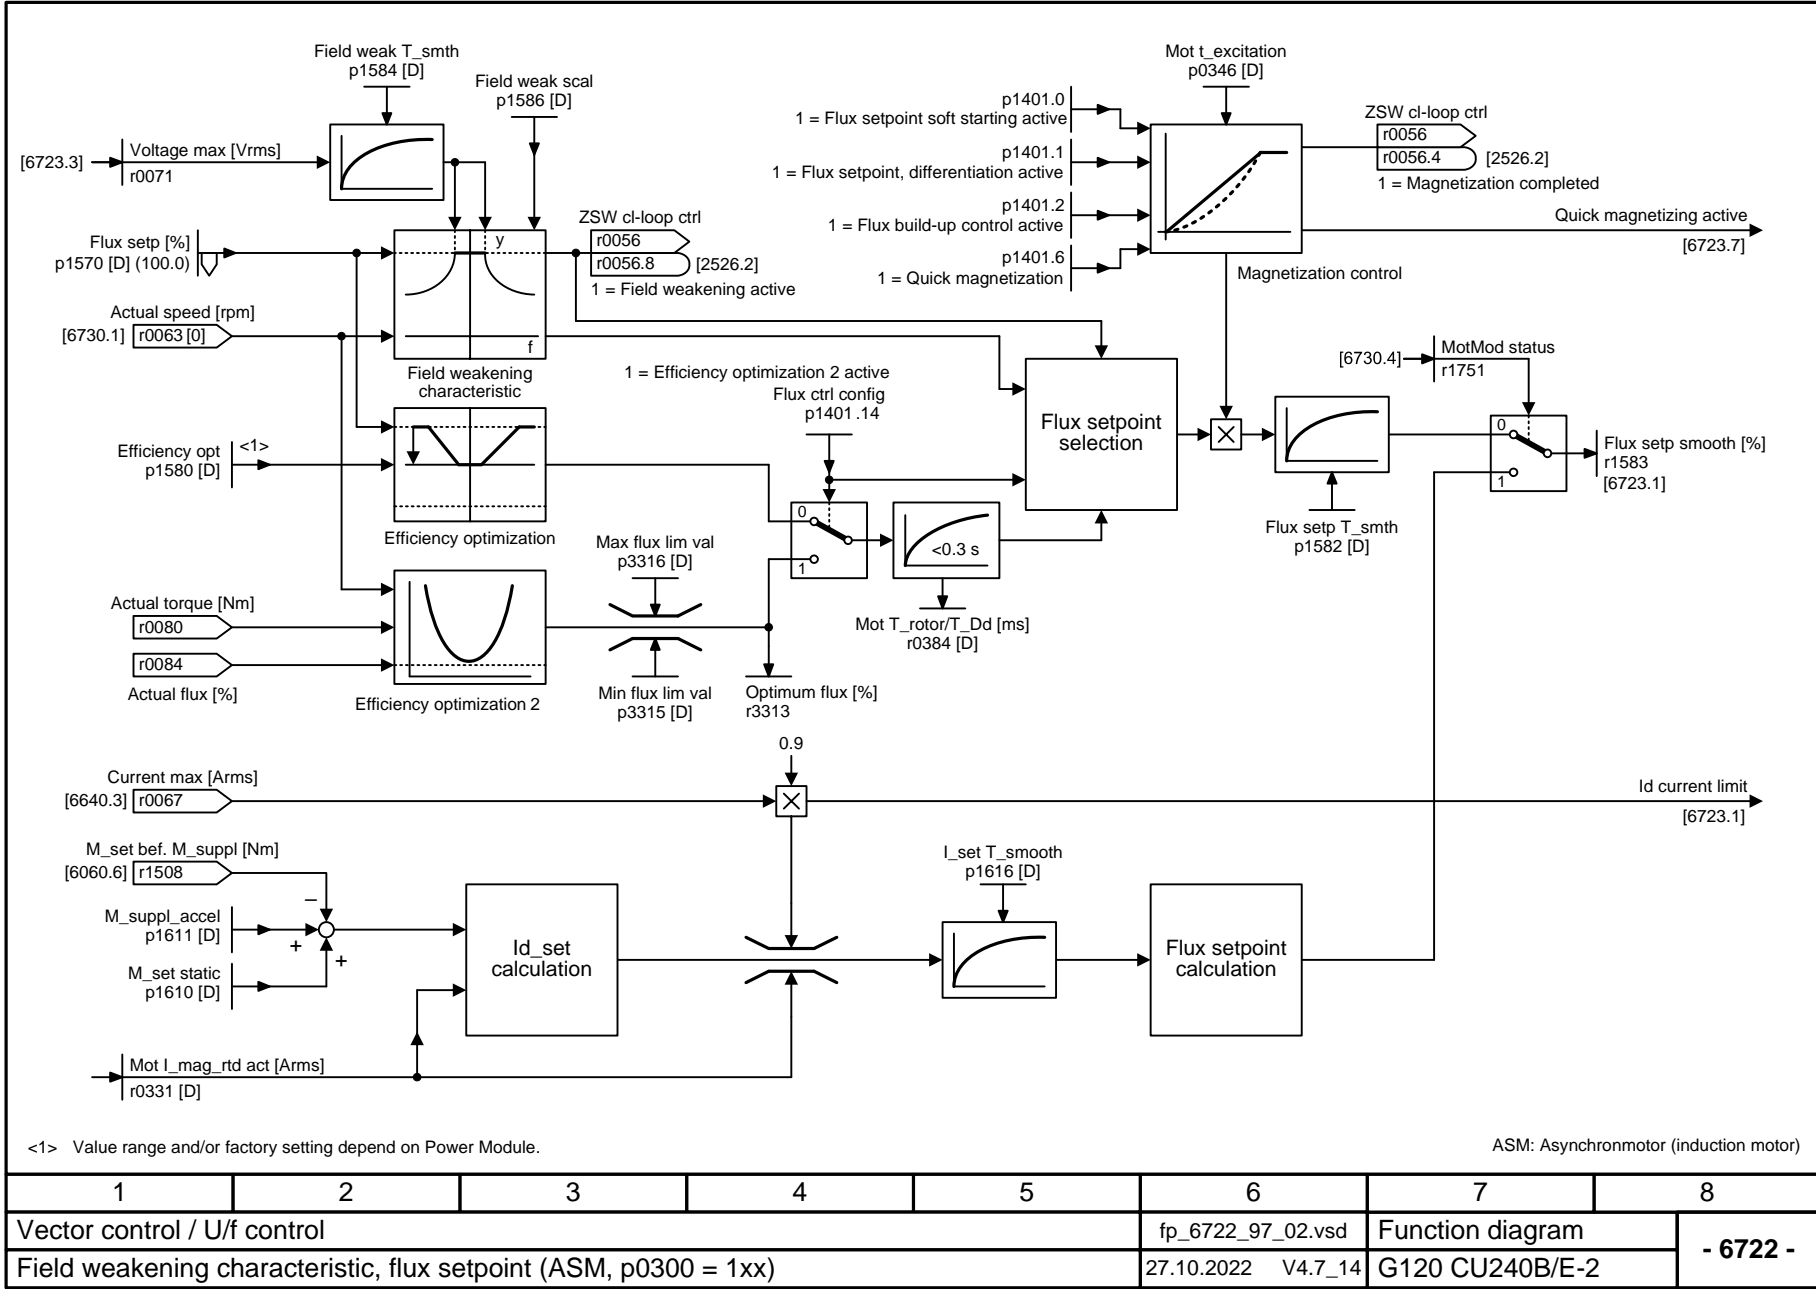 Field weak T_smth
p1584 [D]
Field weak scal
p1586 [D]
[6723.3]
Voltage max [Vrms]
r0071
Flux setp [%]
p1570 [D] (100.0)
Actual speed [rpm]
[6730.1]
r0063 [0]
y
f
Field weakening
characteristic
ZSW cl-loop ctrl
r0056
r0056.8
[2526.2]
1 = Field weakening active
Mot t_excitation
p0346 [D]
p1401.0
1 = Flux setpoint soft starting active
p1401.1
1 = Flux setpoint, differentiation active
p1401.2
1 = Flux build-up control active
p1401.6
1 = Quick magnetization
ZSW cl-loop ctrl
r0056
r0056.4
[2526.2]
1 = Magnetization completed
Quick magnetizing active
[6723.7]
Magnetization control
Efficiency opt
p1580 [D]
<1>
Efficiency optimization
1 = Efficiency optimization 2 active
Flux ctrl config
p1401 .14
0
1
<0.3 s
Mot T_rotor/T_Dd [ms]
r0384 [D]
Flux setpoint
selection
Flux setp T_smth
p1582 [D]
[6730.4]
MotMod status
r1751
0
1
Flux setp smooth [%]
r1583
[6723.1]
Actual torque [Nm]
r0080
r0084
Actual flux [%]
Efficiency optimization 2
Max flux lim val
p3316 [D]
Min flux lim val
p3315 [D]
Optimum flux [%]
r3313
0.9
Current max [Arms]
[6640.3]
r0067
Id current limit
[6723.1]
M_set bef. M_suppl [Nm]
[6060.6]
r1508
–
M_suppl_accel
p1611 [D]
+
M_set static
p1610 [D]
+
Id_set
calculation
I_set T_smooth
p1616 [D]
Flux setpoint
calculation
Mot I_mag_rtd act [Arms]
r0331 [D]
<1> Value range and/or factory setting depend on Power Module.
ASM: Asynchronmotor (induction motor)
1 2 3 4 5 6 7 8
Vector control / U/f control
fp_6722_97_02.vsd
Function diagram
- 6722 -
Field weakening characteristic, flux setpoint (ASM, p0300 = 1xx)
27.10.2022 V4.7_14
G120 CU240B/E-2